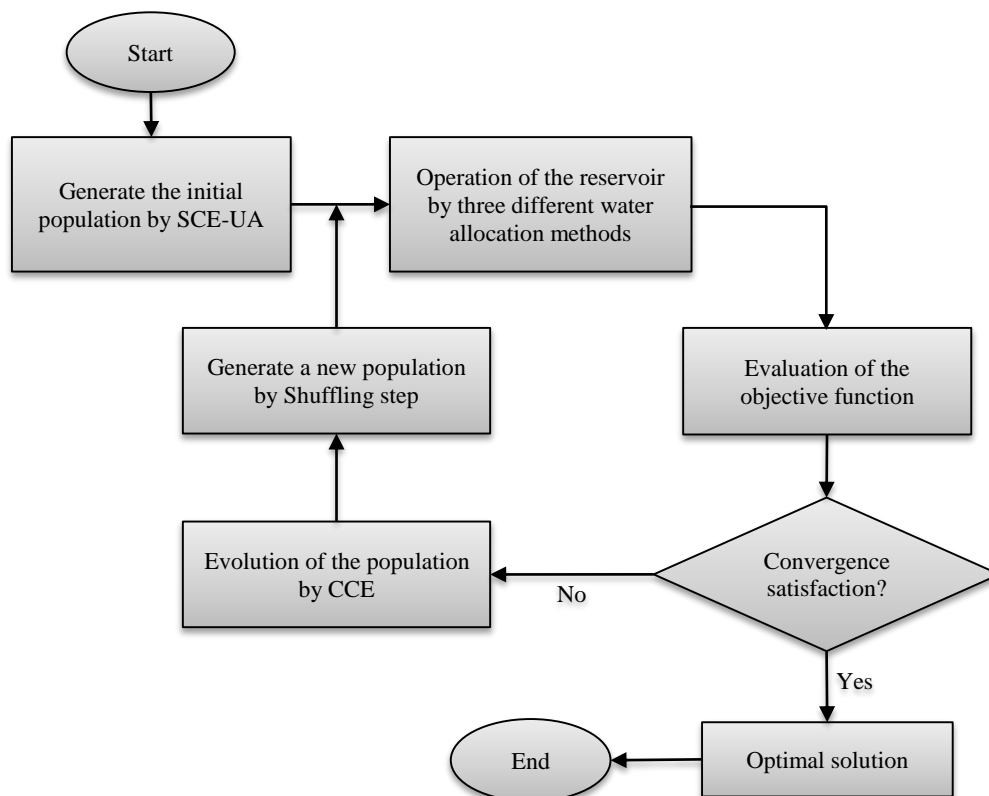 Start
Generate the initial
population by SCE-UA
Operation of the reservoir
by three different water
allocation methods
Generate a new population
by Shuffling step
Evaluation of the
objective function
Evolution of the population
by CCE
No
Convergence
satisfaction?
Yes
End
Optimal solution